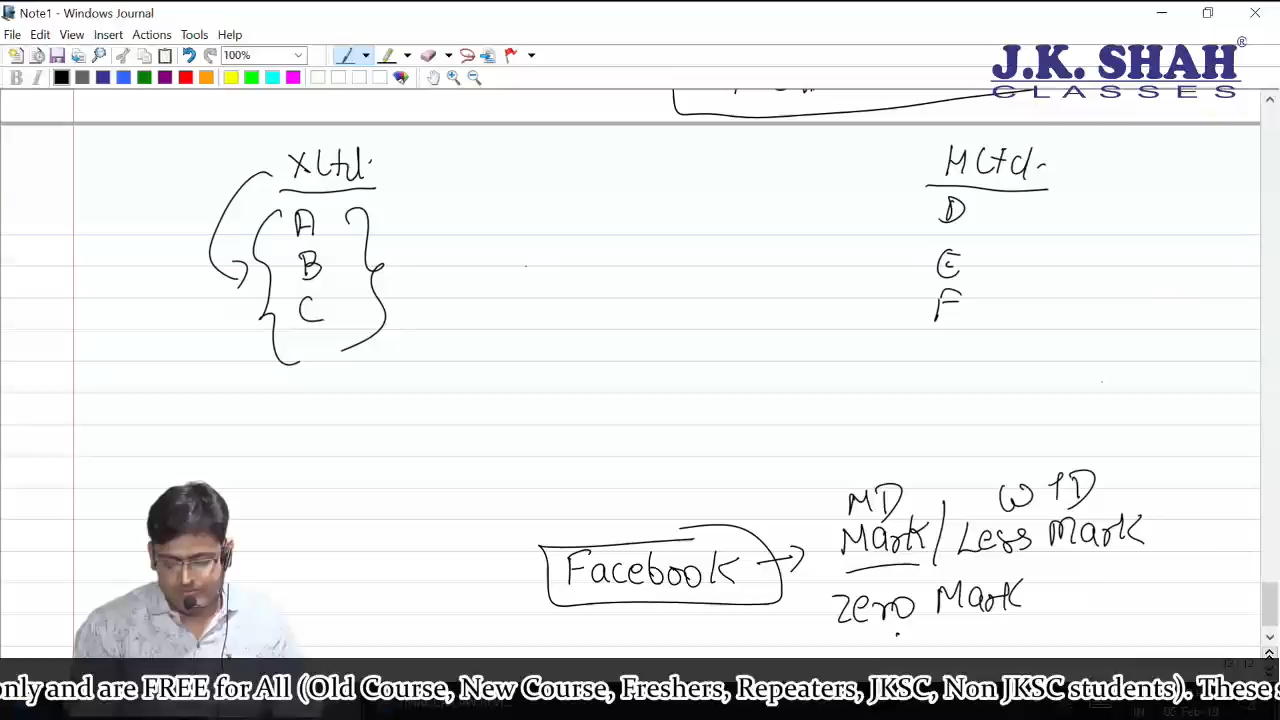 Note1 - Windows Journal
File Edit View Insert Actions Tools Help
100%
B I
J.K. SHAH®
CLASSES
X Ltd.
M Ltd.
A
B
C
D
E
F
MD
WTD
Mark / Less Mark
Facebook →
Zero Mark
only and are FREE for All (Old Course, New Course, Freshers, Repeaters, JKSC, Non JKSC students). These s